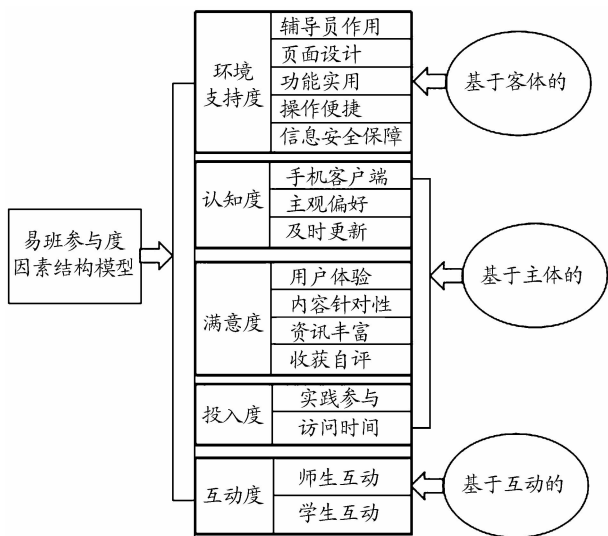 易班参与度
因素结构模型
环境
支持度
辅导员作用
页面设计
功能实用
操作便捷
信息安全保障
基于客体的
认知度
手机客户端
主观偏好
及时更新
满意度
用户体验
内容针对性
资讯丰富
收获自评
投入度
实践参与
访问时间
基于主体的
互动度
师生互动
学生互动
基于互动的